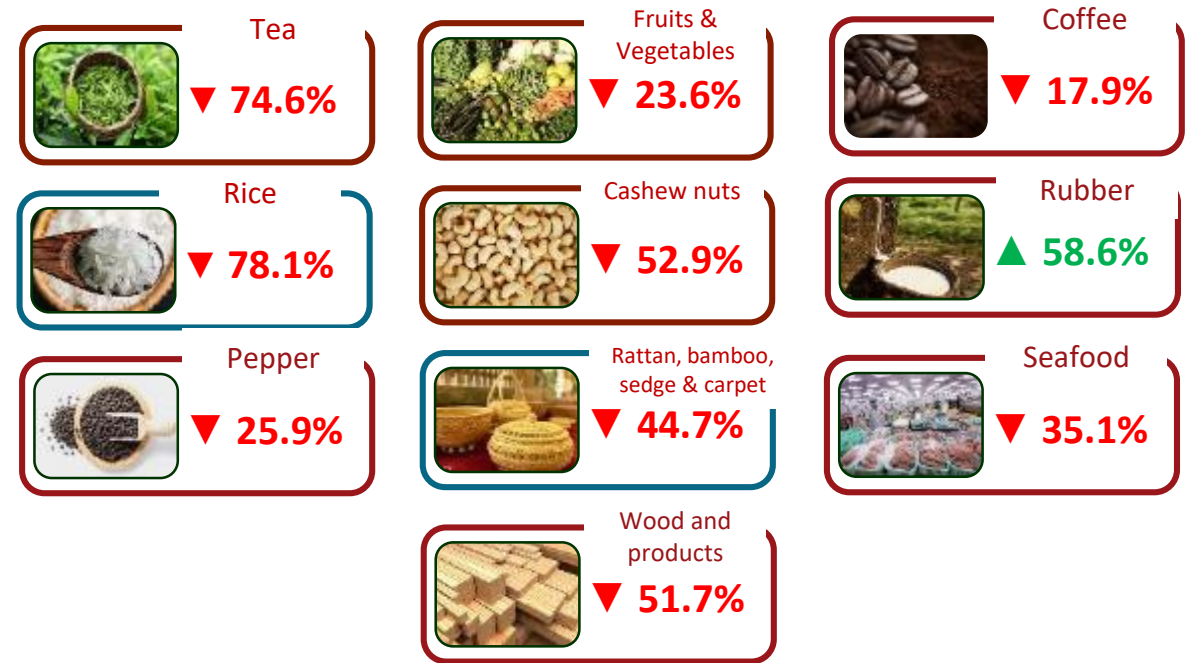 Tea
▼ 74.6%
Fruits &
Vegetables
▼ 23.6%
Coffee
▼ 17.9%
Rice
▼ 78.1%
Cashew nuts
▼ 52.9%
Rubber
▲ 58.6%
Pepper
▼ 25.9%
Rattan, bamboo,
sedge & carpet
▼ 44.7%
Seafood
▼ 35.1%
Wood and
products
▼ 51.7%